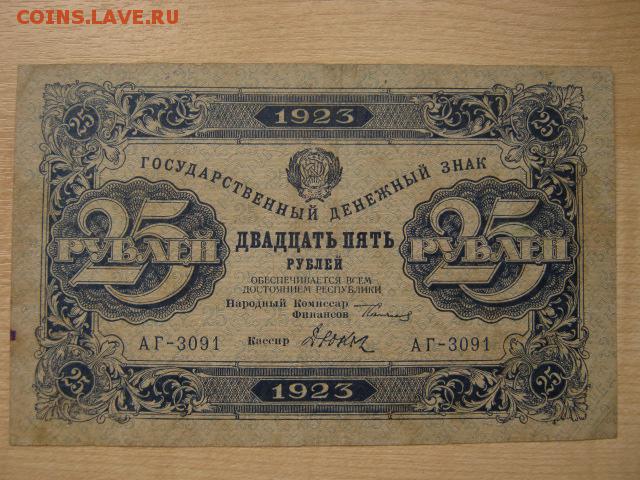 COINS.LAVE.RU
25 1923 25
ГОСУДАРСТВЕННЫЙ ДЕНЕЖНЫЙ ЗНАК
25 РУБЛЕЙ
ДВАДЦАТЬ ПЯТЬ
РУБЛЕЙ
ОБЕСПЕЧИВАЕТСЯ ВСЕМ
ДОСТОЯНИЕМ РЕСПУБЛИКИ
25 РУБЛЕЙ
Народный Комиссар
Финансов
АГ-3091 Кассир АГ-3091
25 1923 25